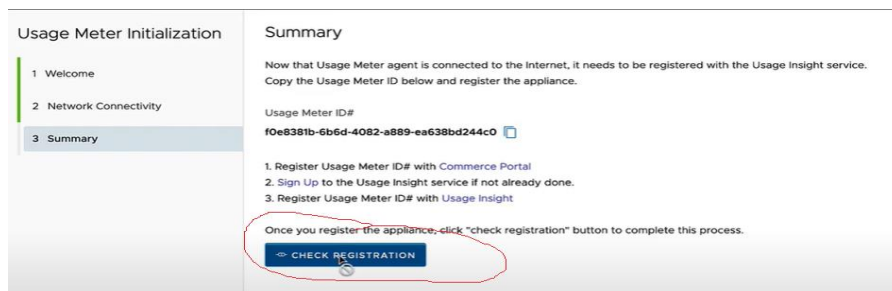 Usage Meter Initialization
1 Welcome
2 Network Connectivity
3 Summary
Summary
Now that Usage Meter agent is connected to the Internet, it needs to be registered with the Usage Insight service.
Copy the Usage Meter ID below and register the appliance.
Usage Meter ID#
f0e8381b-6b6d-4082-a889-ea638bd244c0
1. Register Usage Meter ID# with Commerce Portal
2. Sign Up to the Usage Insight service if not already done.
3. Register Usage Meter ID# with Usage Insight
Once you register the appliance, click "check registration" button to complete this process.
CHECK REGISTRATION